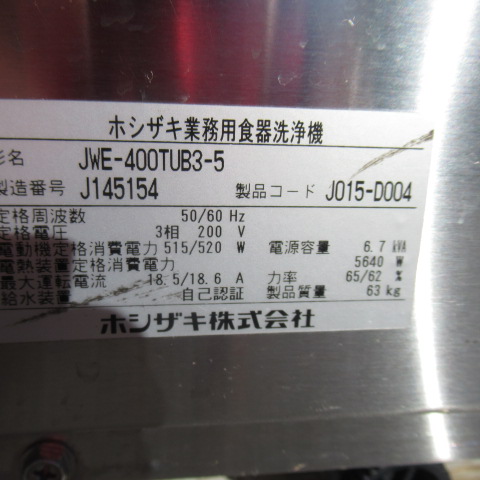 ホシザキ業務用食器洗浄機
形名 JWE-400TUB3-5
製造番号 J145154 製品コード J015-D004
定格周波数 50/60 Hz
定格電圧 3相 200 V
電動機定格消費電力 515/520 W 電源容量 6.7 kVA
電熱装置定格消費電力 5640 W
最大運転電流 18.5/18.6 A 力率 65/62 %
給水装置 自己認証 製品質量 63 kg
ホシザキ株式会社